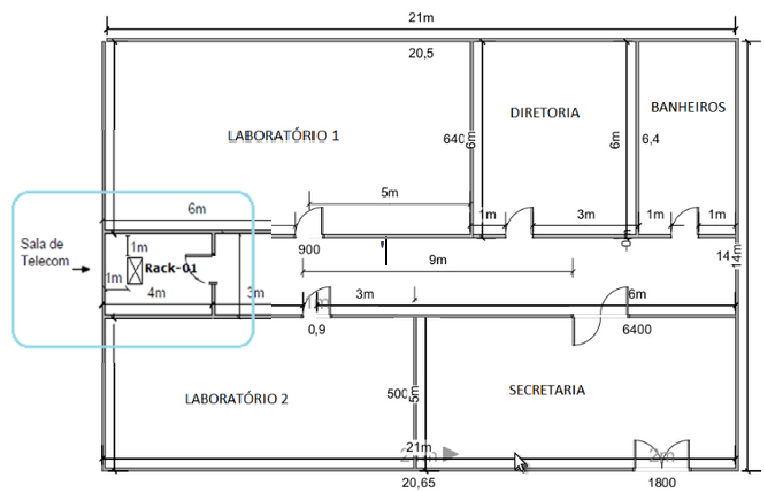 21m
20,5
LABORATÓRIO 1
DIRETORIA
BANHEIROS
640
6m
6m
6,4
5m
6m
1m
3m
1m
1m
Sala de
Telecom
1m
Rack-01
1m
4m
3m
900
9m
14
14m
3m
6m
0,9
6400
LABORATÓRIO 2
500
5m
SECRETARIA
21m
2m
20,65
1800